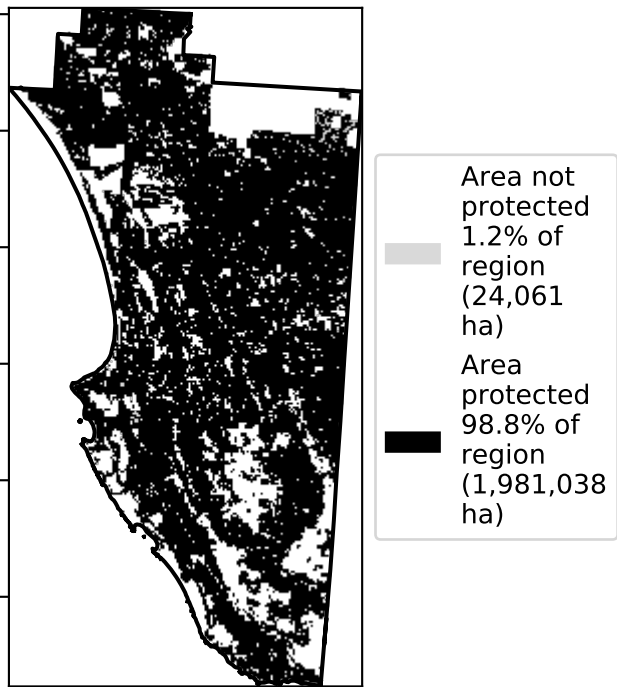 Area not
protected
1.2% of
region
(24,061
ha)
Area
protected
98.8% of
region
(1,981,038
ha)